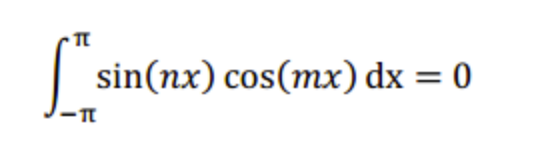 ∫_{−π}^{π} sin(nx) cos(mx) dx = 0